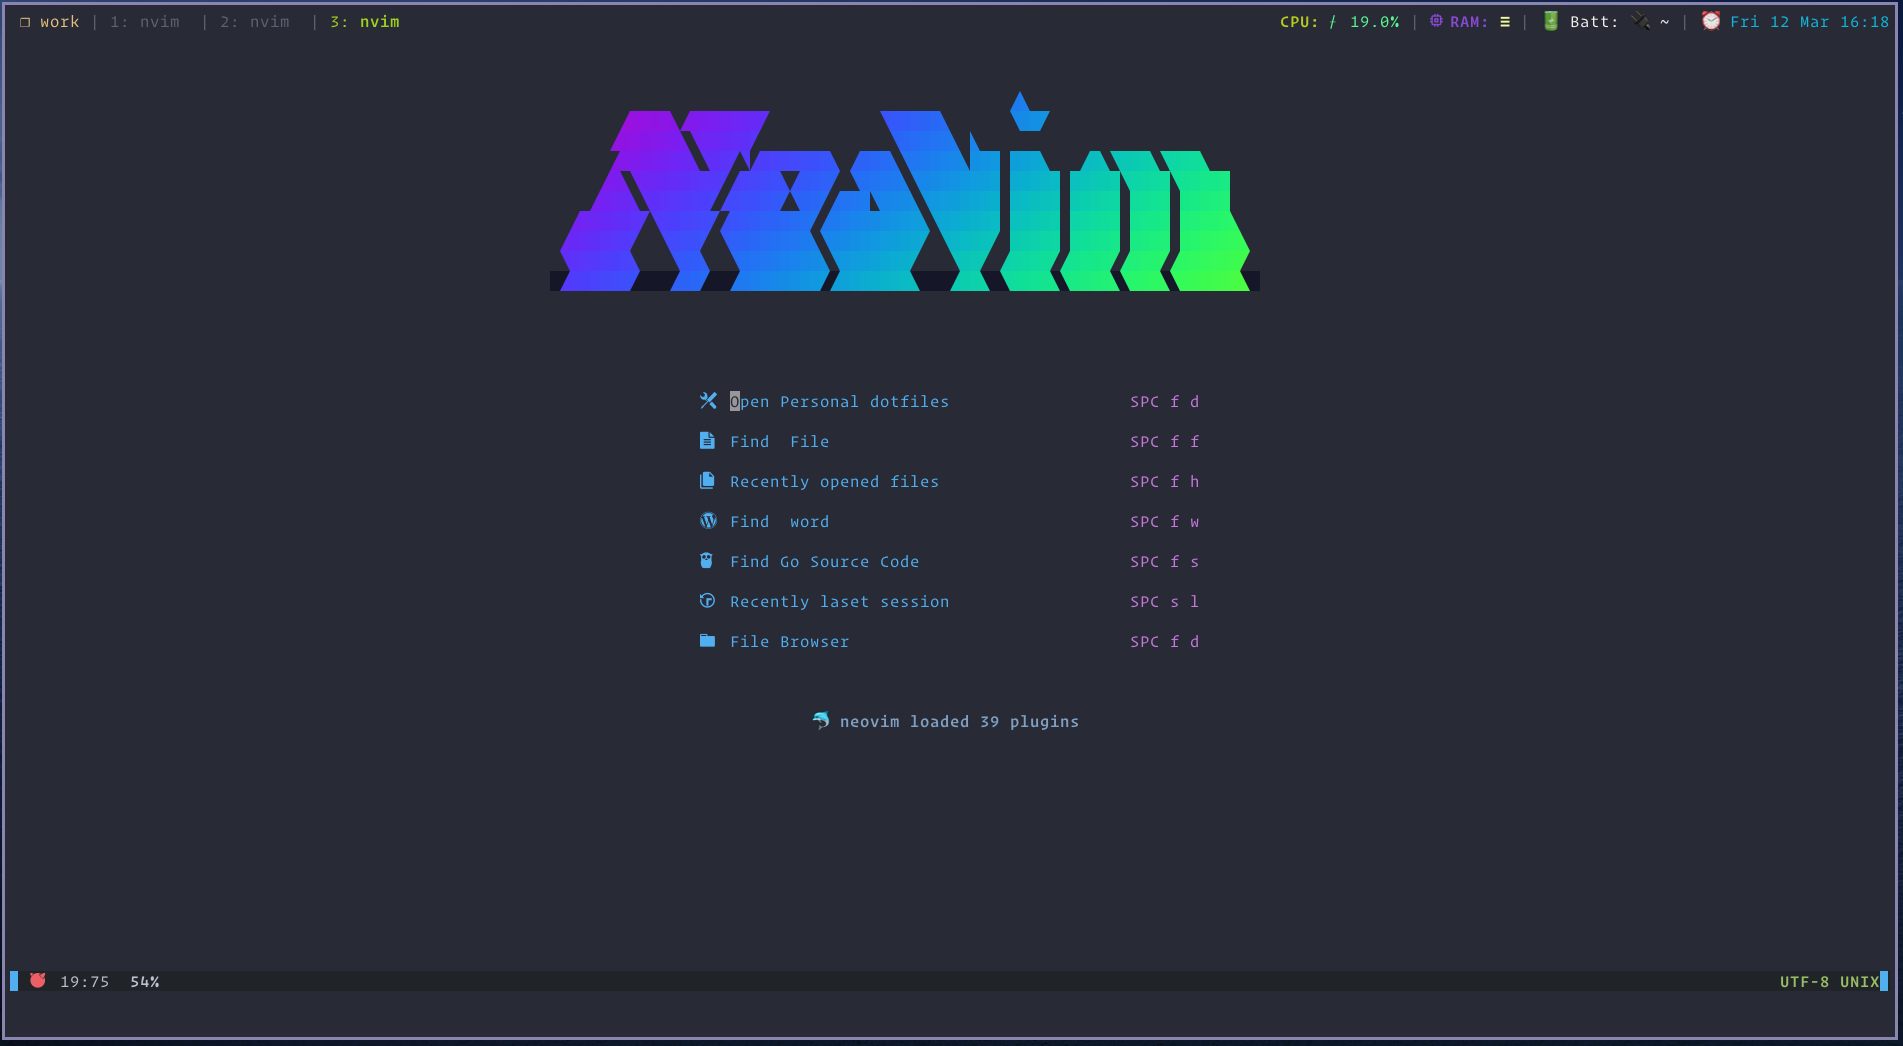 ❐ work | 1: nvim | 2: nvim | 3: nvim CPU: 19.0% | RAM: ≡ | Batt: ~ | Fri 12 Mar 16:18
NeoVim
Open Personal dotfiles SPC f d
Find  File SPC f f
Recently opened files SPC f h
Find  word SPC f w
Find Go Source Code SPC f s
Recently laset session SPC s l
File Browser SPC f d
🐬 neovim loaded 39 plugins
19:75 54% UTF-8 UNIX